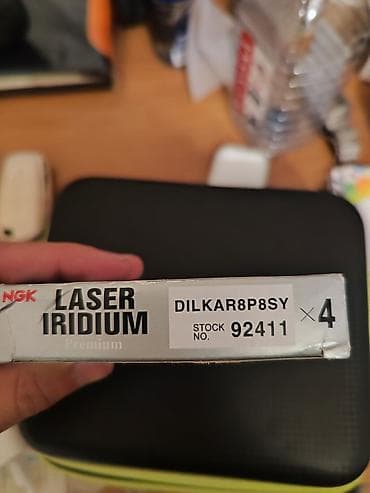 NGK
LASER
IRIDIUM
Premium
DILKAR8P8SY
STOCK NO. 92411
×4